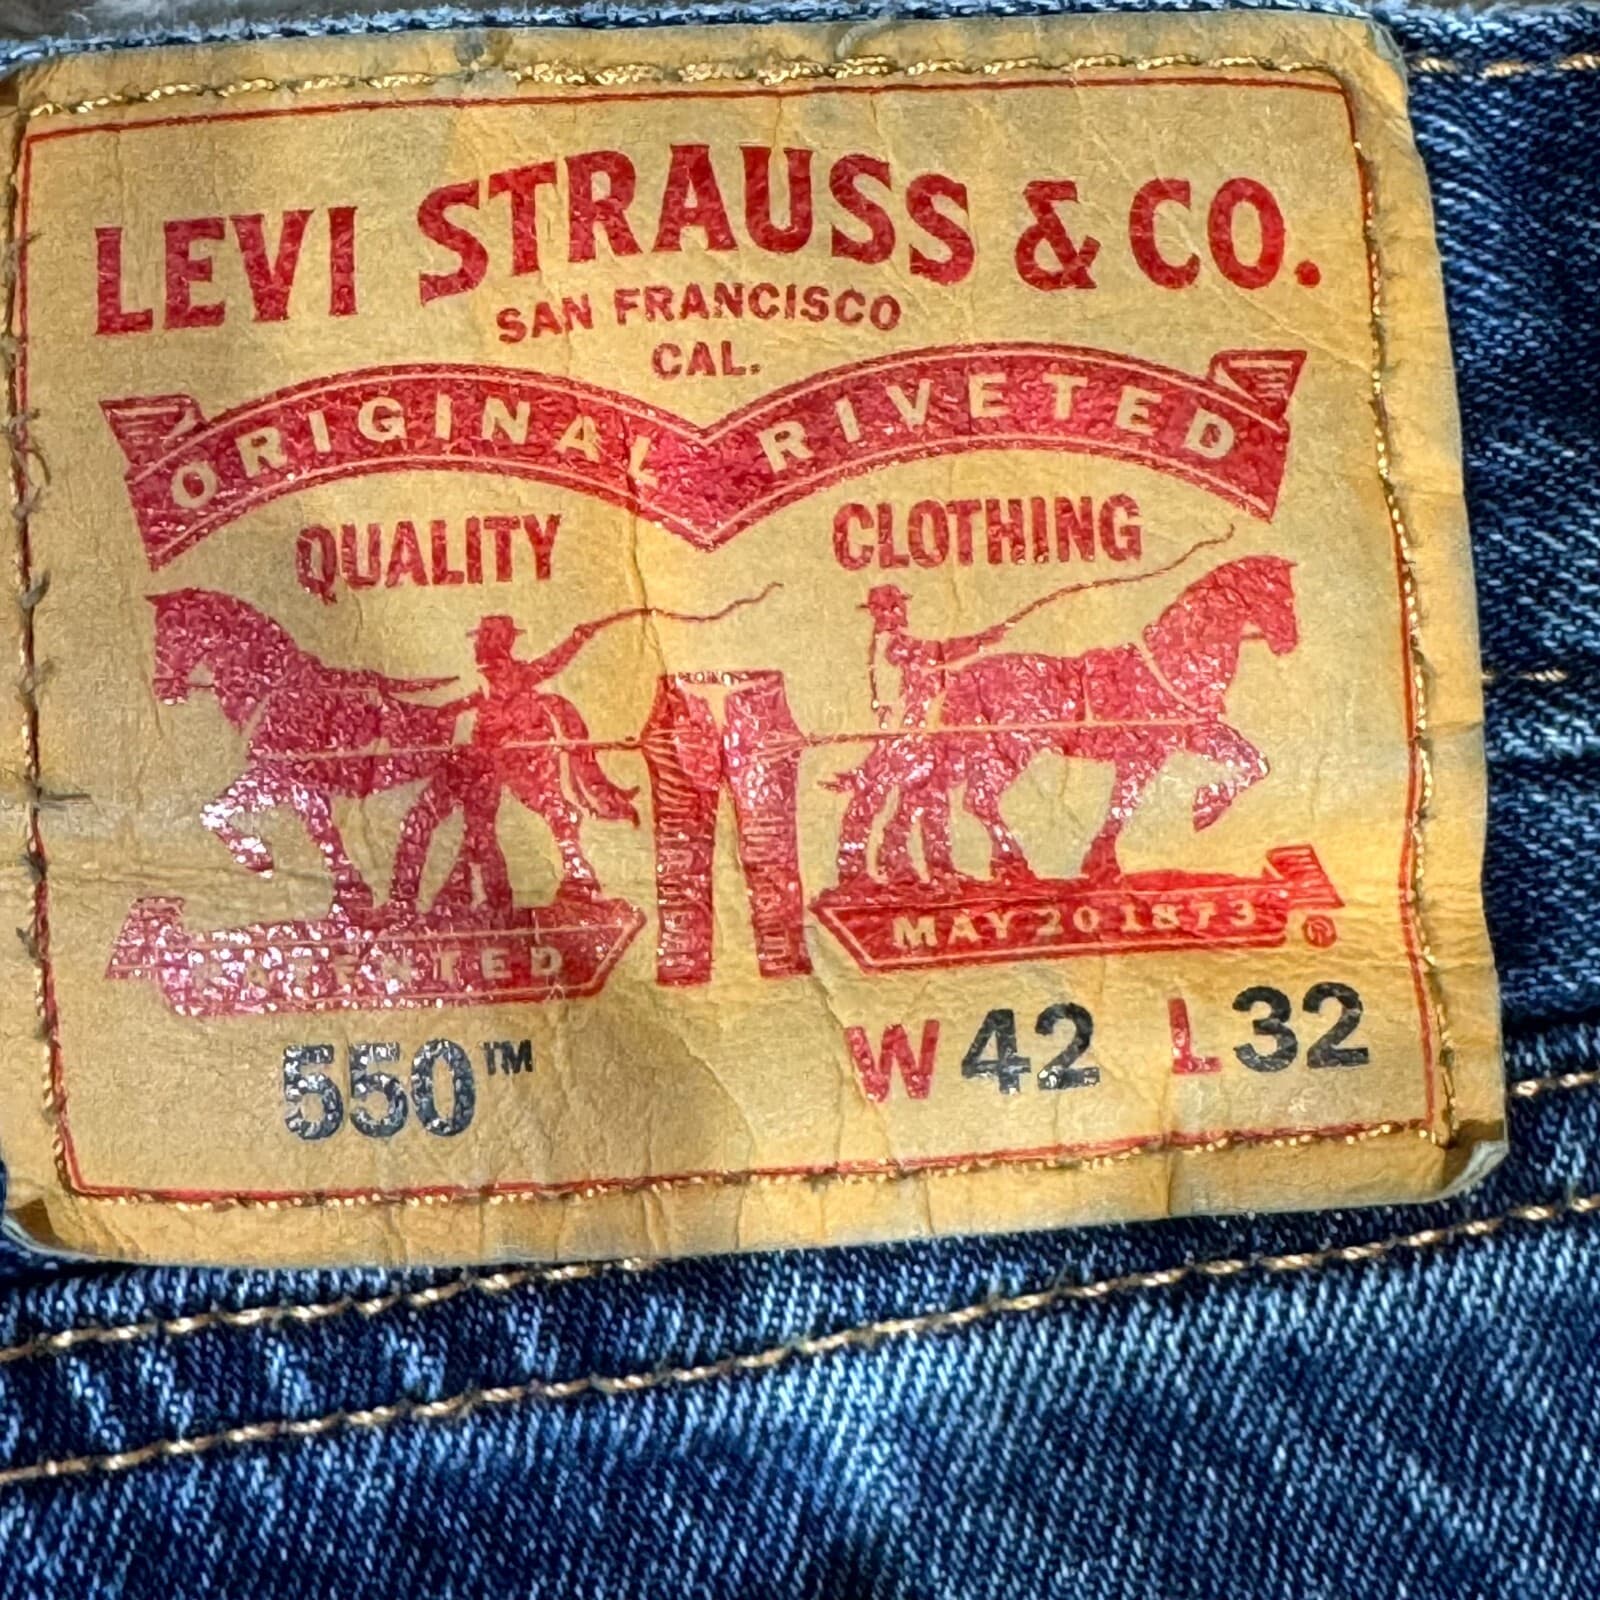 LEVI STRAUSS & CO.
SAN FRANCISCO
CAL.
ORIGINAL RIVETED
QUALITY CLOTHING
PATENTED MAY 20 1873 ®
550™ W 42 L 32